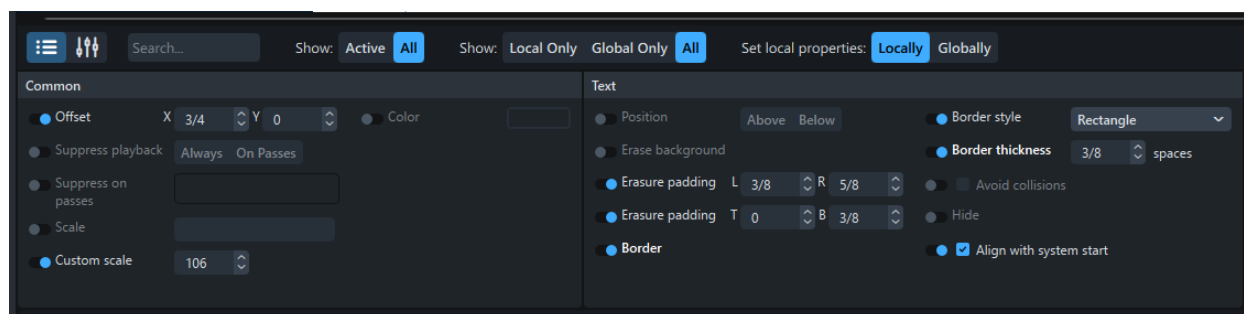 Search... Show: Active All Show: Local Only Global Only All Set local properties: Locally Globally
Common
Offset X 3/4 Y 0 Color
Suppress playback Always On Passes
Suppress on
passes
Scale
Custom scale 106
Text
Position Above Below
Erase background
Erasure padding L 3/8 R 5/8
Erasure padding T 0 B 3/8
Border
Border style Rectangle
Border thickness 3/8 spaces
Avoid collisions
Hide
Align with system start